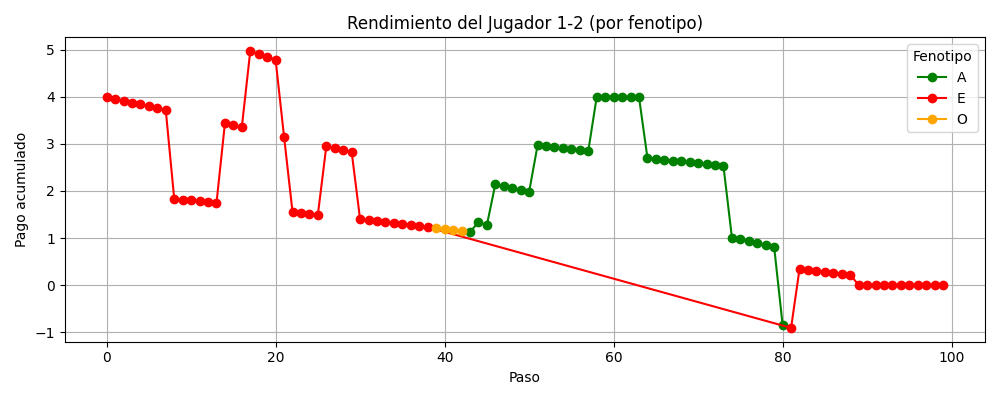 Rendimiento del Jugador 1-2 (por fenotipo)
Pago acumulado
5
4
3
2
1
0
−1
0
20
40
60
80
100
Paso
Fenotipo
A
E
O